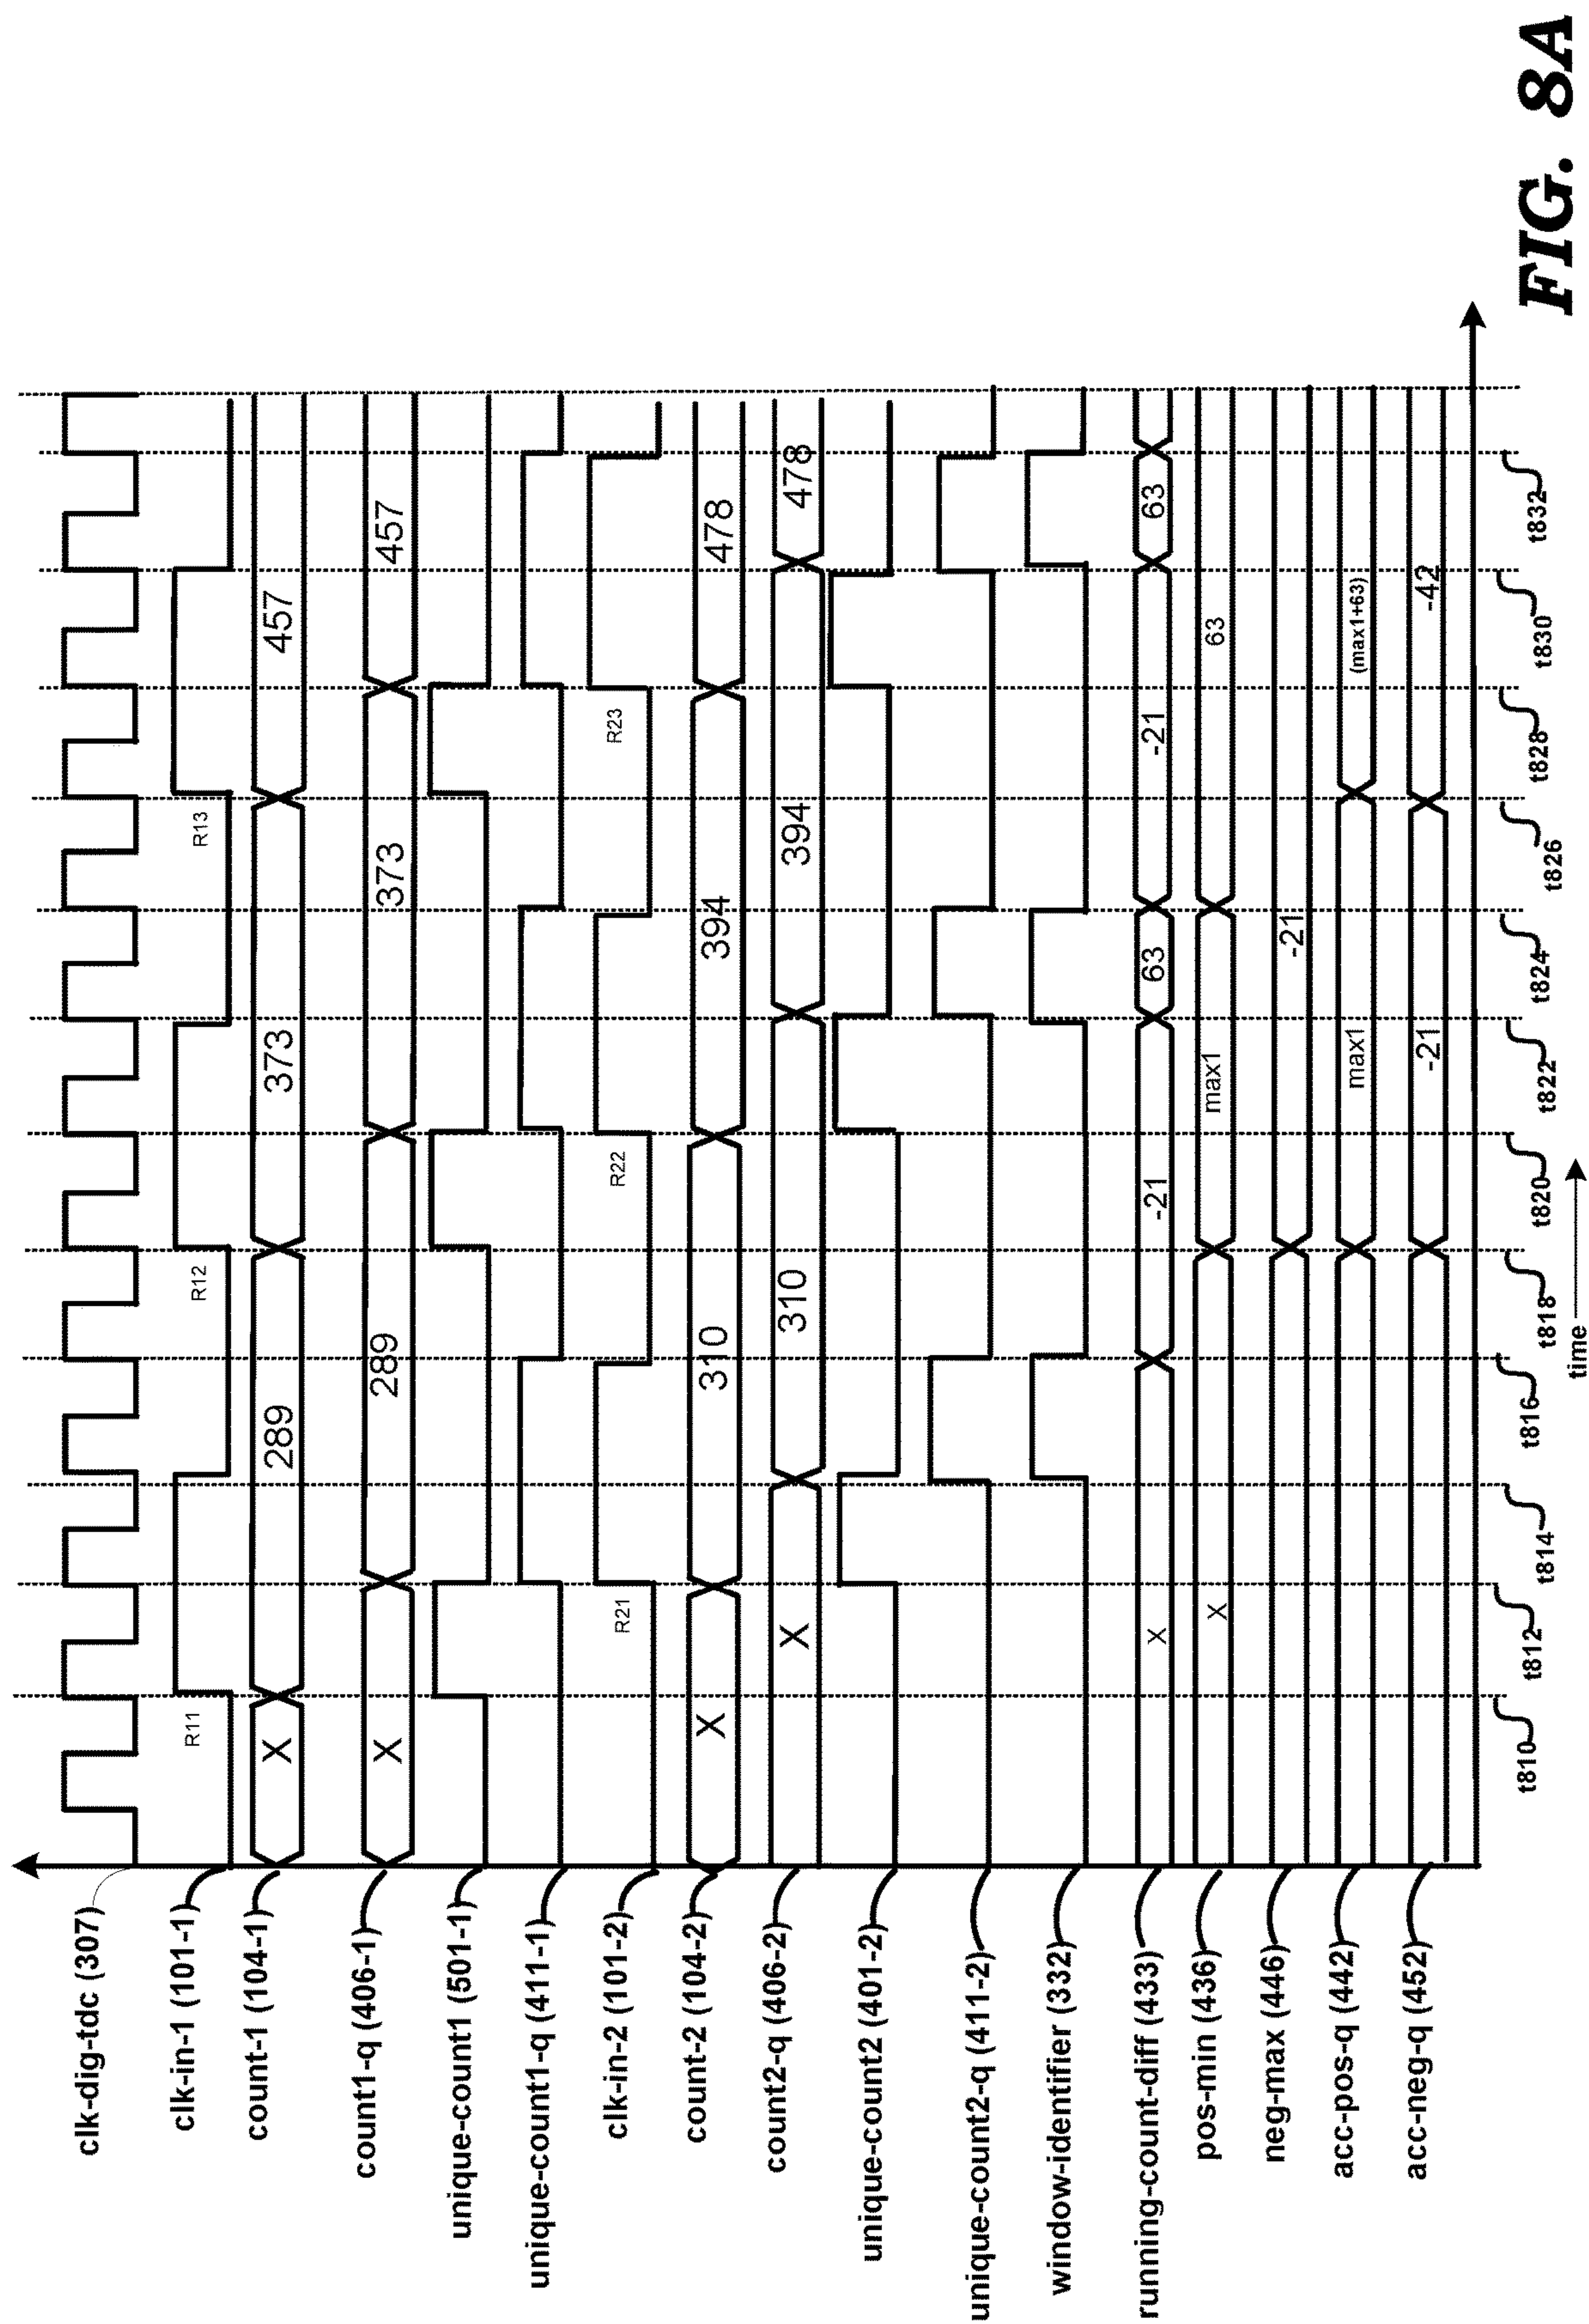 clk-dig-tdc (307)
clk-in-1 (101-1)
R11
R12
R13
count-1 (104-1)
X
289
373
457
count1-q (406-1)
X
289
373
457
unique-count1 (501-1)
unique-count1-q (411-1)
clk-in-2 (101-2)
R21
R22
R23
count-2 (104-2)
X
310
394
478
count2-q (406-2)
X
310
394
478
unique-count2 (401-2)
unique-count2-q (411-2)
window-identifier (332)
running-count-diff (433)
X
-21
63
-21
63
pos-min (436)
X
max1
63
neg-max (446)
-21
acc-pos-q (442)
max1
(max1+63)
acc-neg-q (452)
-21
-42
t810
t812
t814
t816
t818
t820
t822
t824
t826
t828
t830
t832
time
FIG. 8A